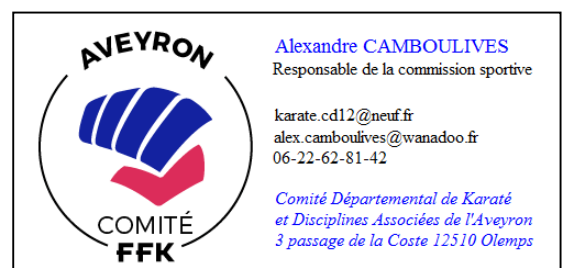 AVEYRON
COMITÉ
FFK
Alexandre CAMBOULIVES
Responsable de la commission sportive
karate.cd12@neuf.fr
alex.camboulives@wanadoo.fr
06-22-62-81-42
Comité Départemental de Karaté
et Disciplines Associées de l'Aveyron
3 passage de la Coste 12510 Olemps